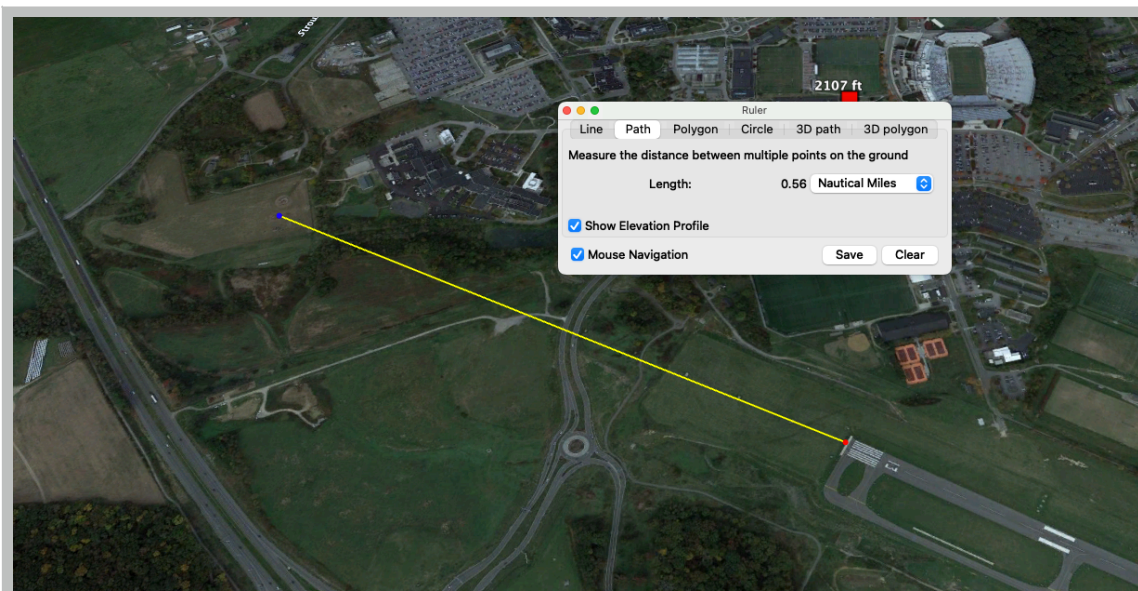 Strou
2107 ft
Ruler
Line Path Polygon Circle 3D path 3D polygon
Measure the distance between multiple points on the ground
Length: 0.56 Nautical Miles
Show Elevation Profile
Mouse Navigation Save Clear